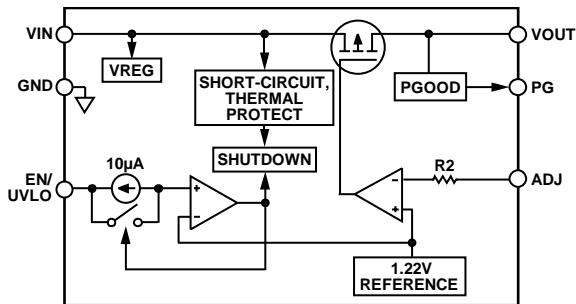 VIN
VOUT
VREG
GND
SHORT-CIRCUIT,
THERMAL
PROTECT
PGOOD
PG
10µA
SHUTDOWN
R2
EN/
UVLO
ADJ
+
–
–
+
1.22V
REFERENCE